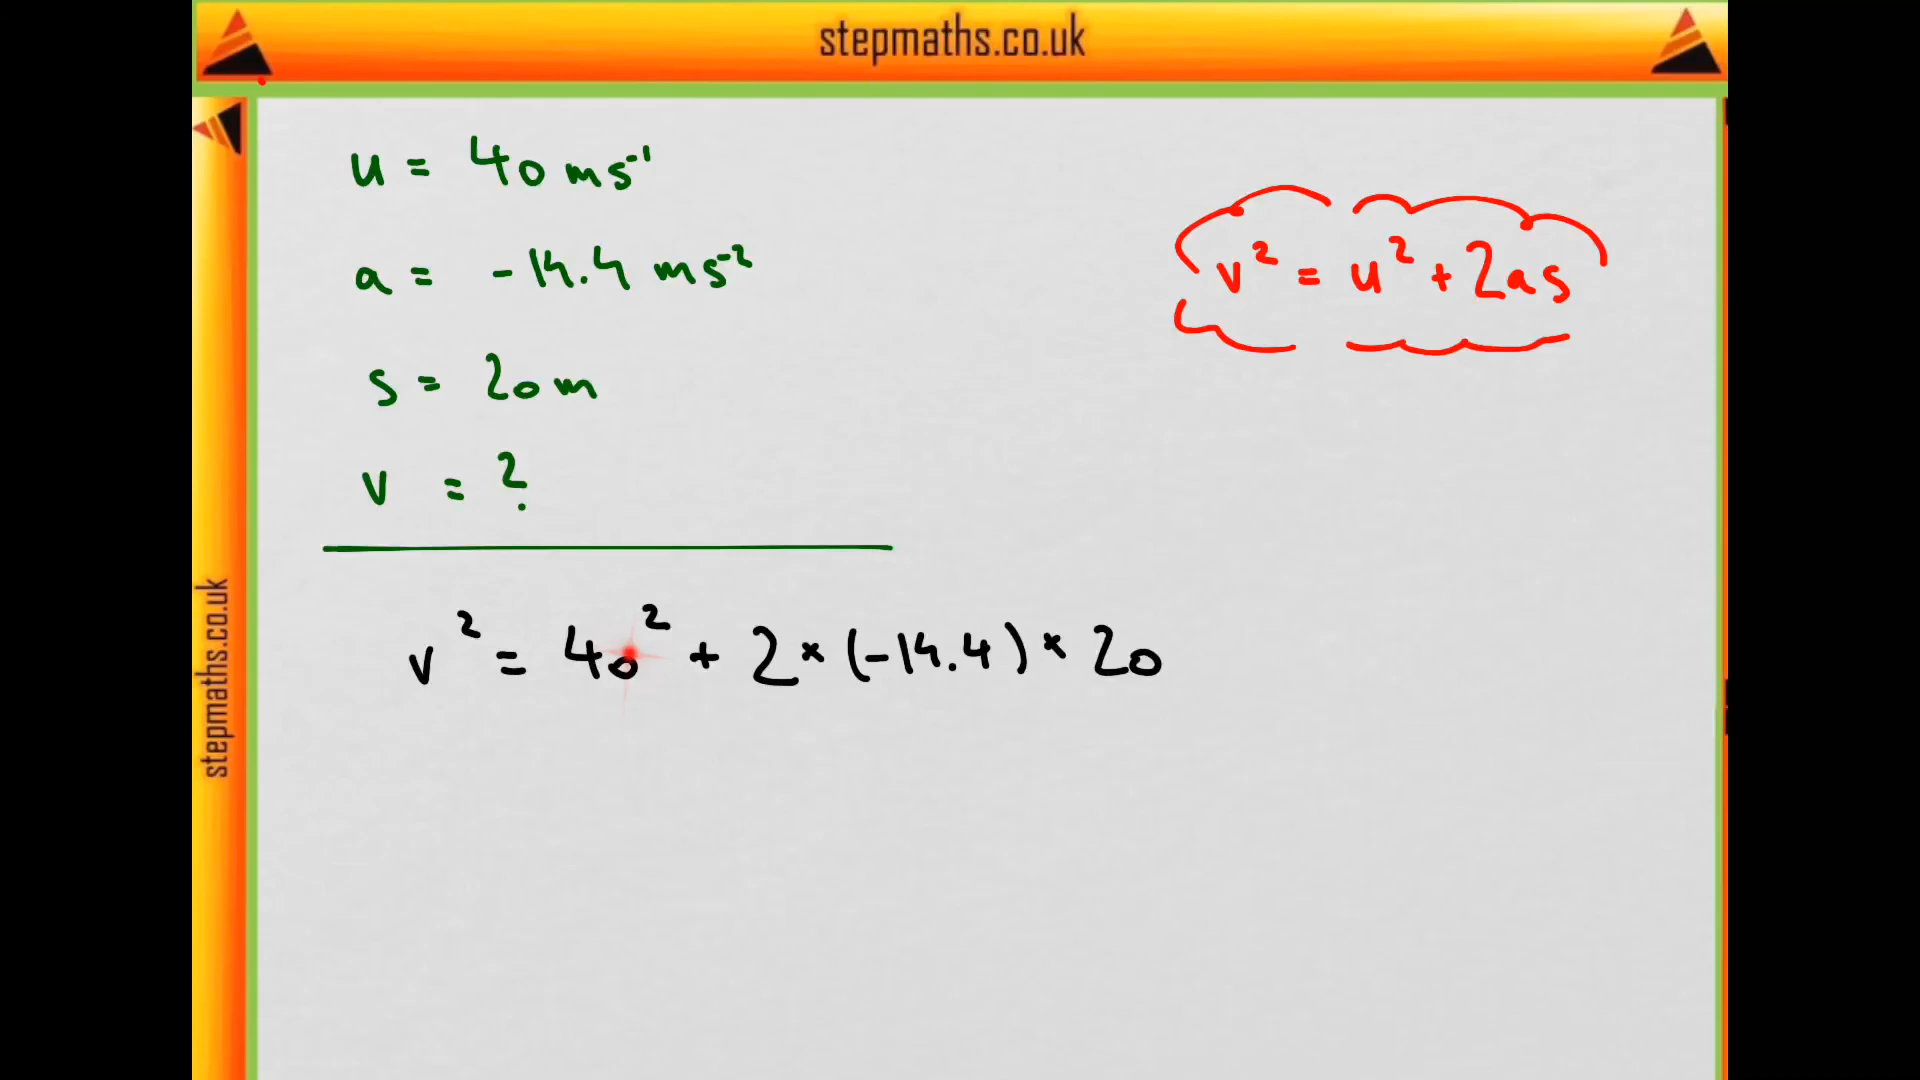 stepmaths.co.uk
u = 40 ms⁻¹
a = -14.4 ms⁻²
s = 20 m
v = ?
v² = u² + 2as
v² = 40² + 2 × (-14.4) × 20
stepmaths.co.uk